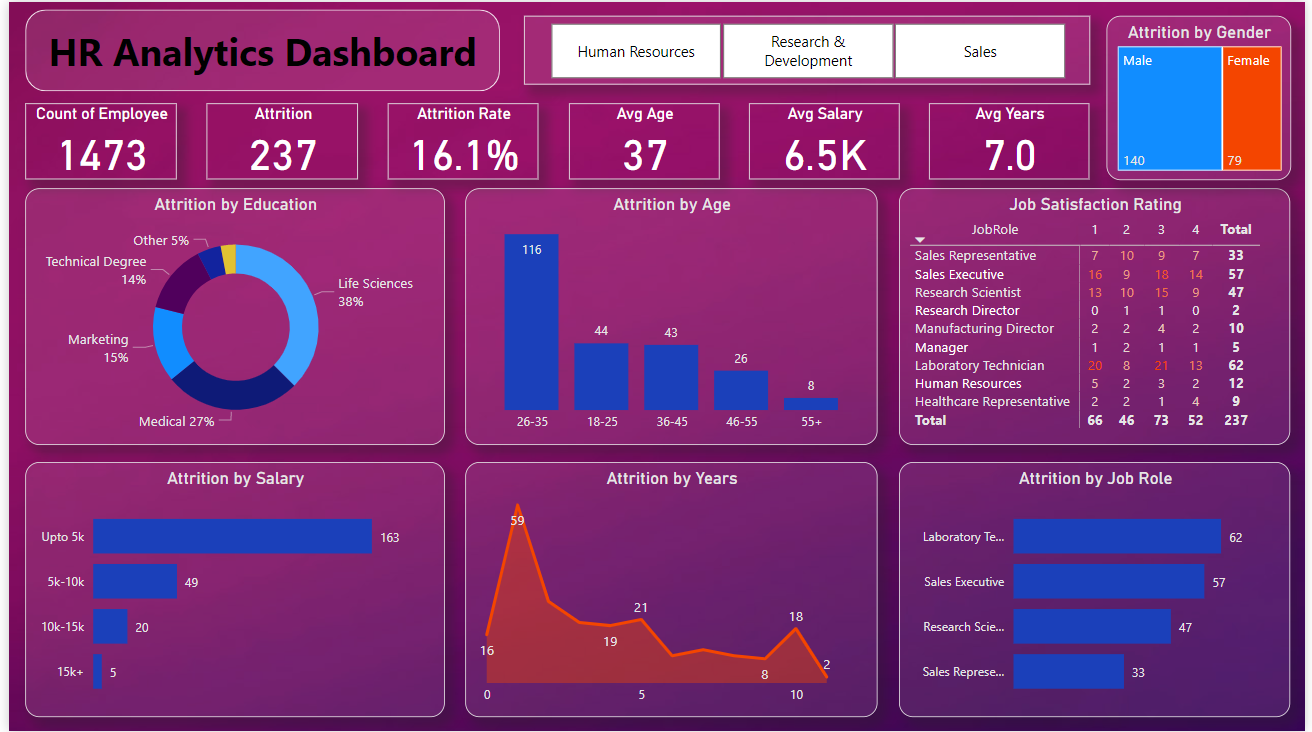 HR Analytics Dashboard
Human Resources
Research &
Development
Sales
Attrition by Gender
Male
Female
140
79
Count of Employee
1473
Attrition
237
Attrition Rate
16.1%
Avg Age
37
Avg Salary
6.5K
Avg Years
7.0
Attrition by Education
Other 5%
Technical Degree
14%
Life Sciences
38%
Marketing
15%
Medical 27%
Attrition by Age
116
44
43
26
8
26-35 18-25 36-45 46-55 55+
Job Satisfaction Rating
JobRole 1 2 3 4 Total
Sales Representative 7 10 9 7 33
Sales Executive 16 9 18 14 57
Research Scientist 13 10 15 9 47
Research Director 0 1 1 0 2
Manufacturing Director 2 2 4 2 10
Manager 1 2 1 1 5
Laboratory Technician 20 8 21 13 62
Human Resources 5 2 3 2 12
Healthcare Representative 2 2 1 4 9
Total 66 46 73 52 237
Attrition by Salary
Upto 5k 163
5k-10k 49
10k-15k 20
15k+ 5
Attrition by Years
59
16
19
21
8
18
2
0 5 10
Attrition by Job Role
Laboratory Te... 62
Sales Executive 57
Research Scie... 47
Sales Represe... 33